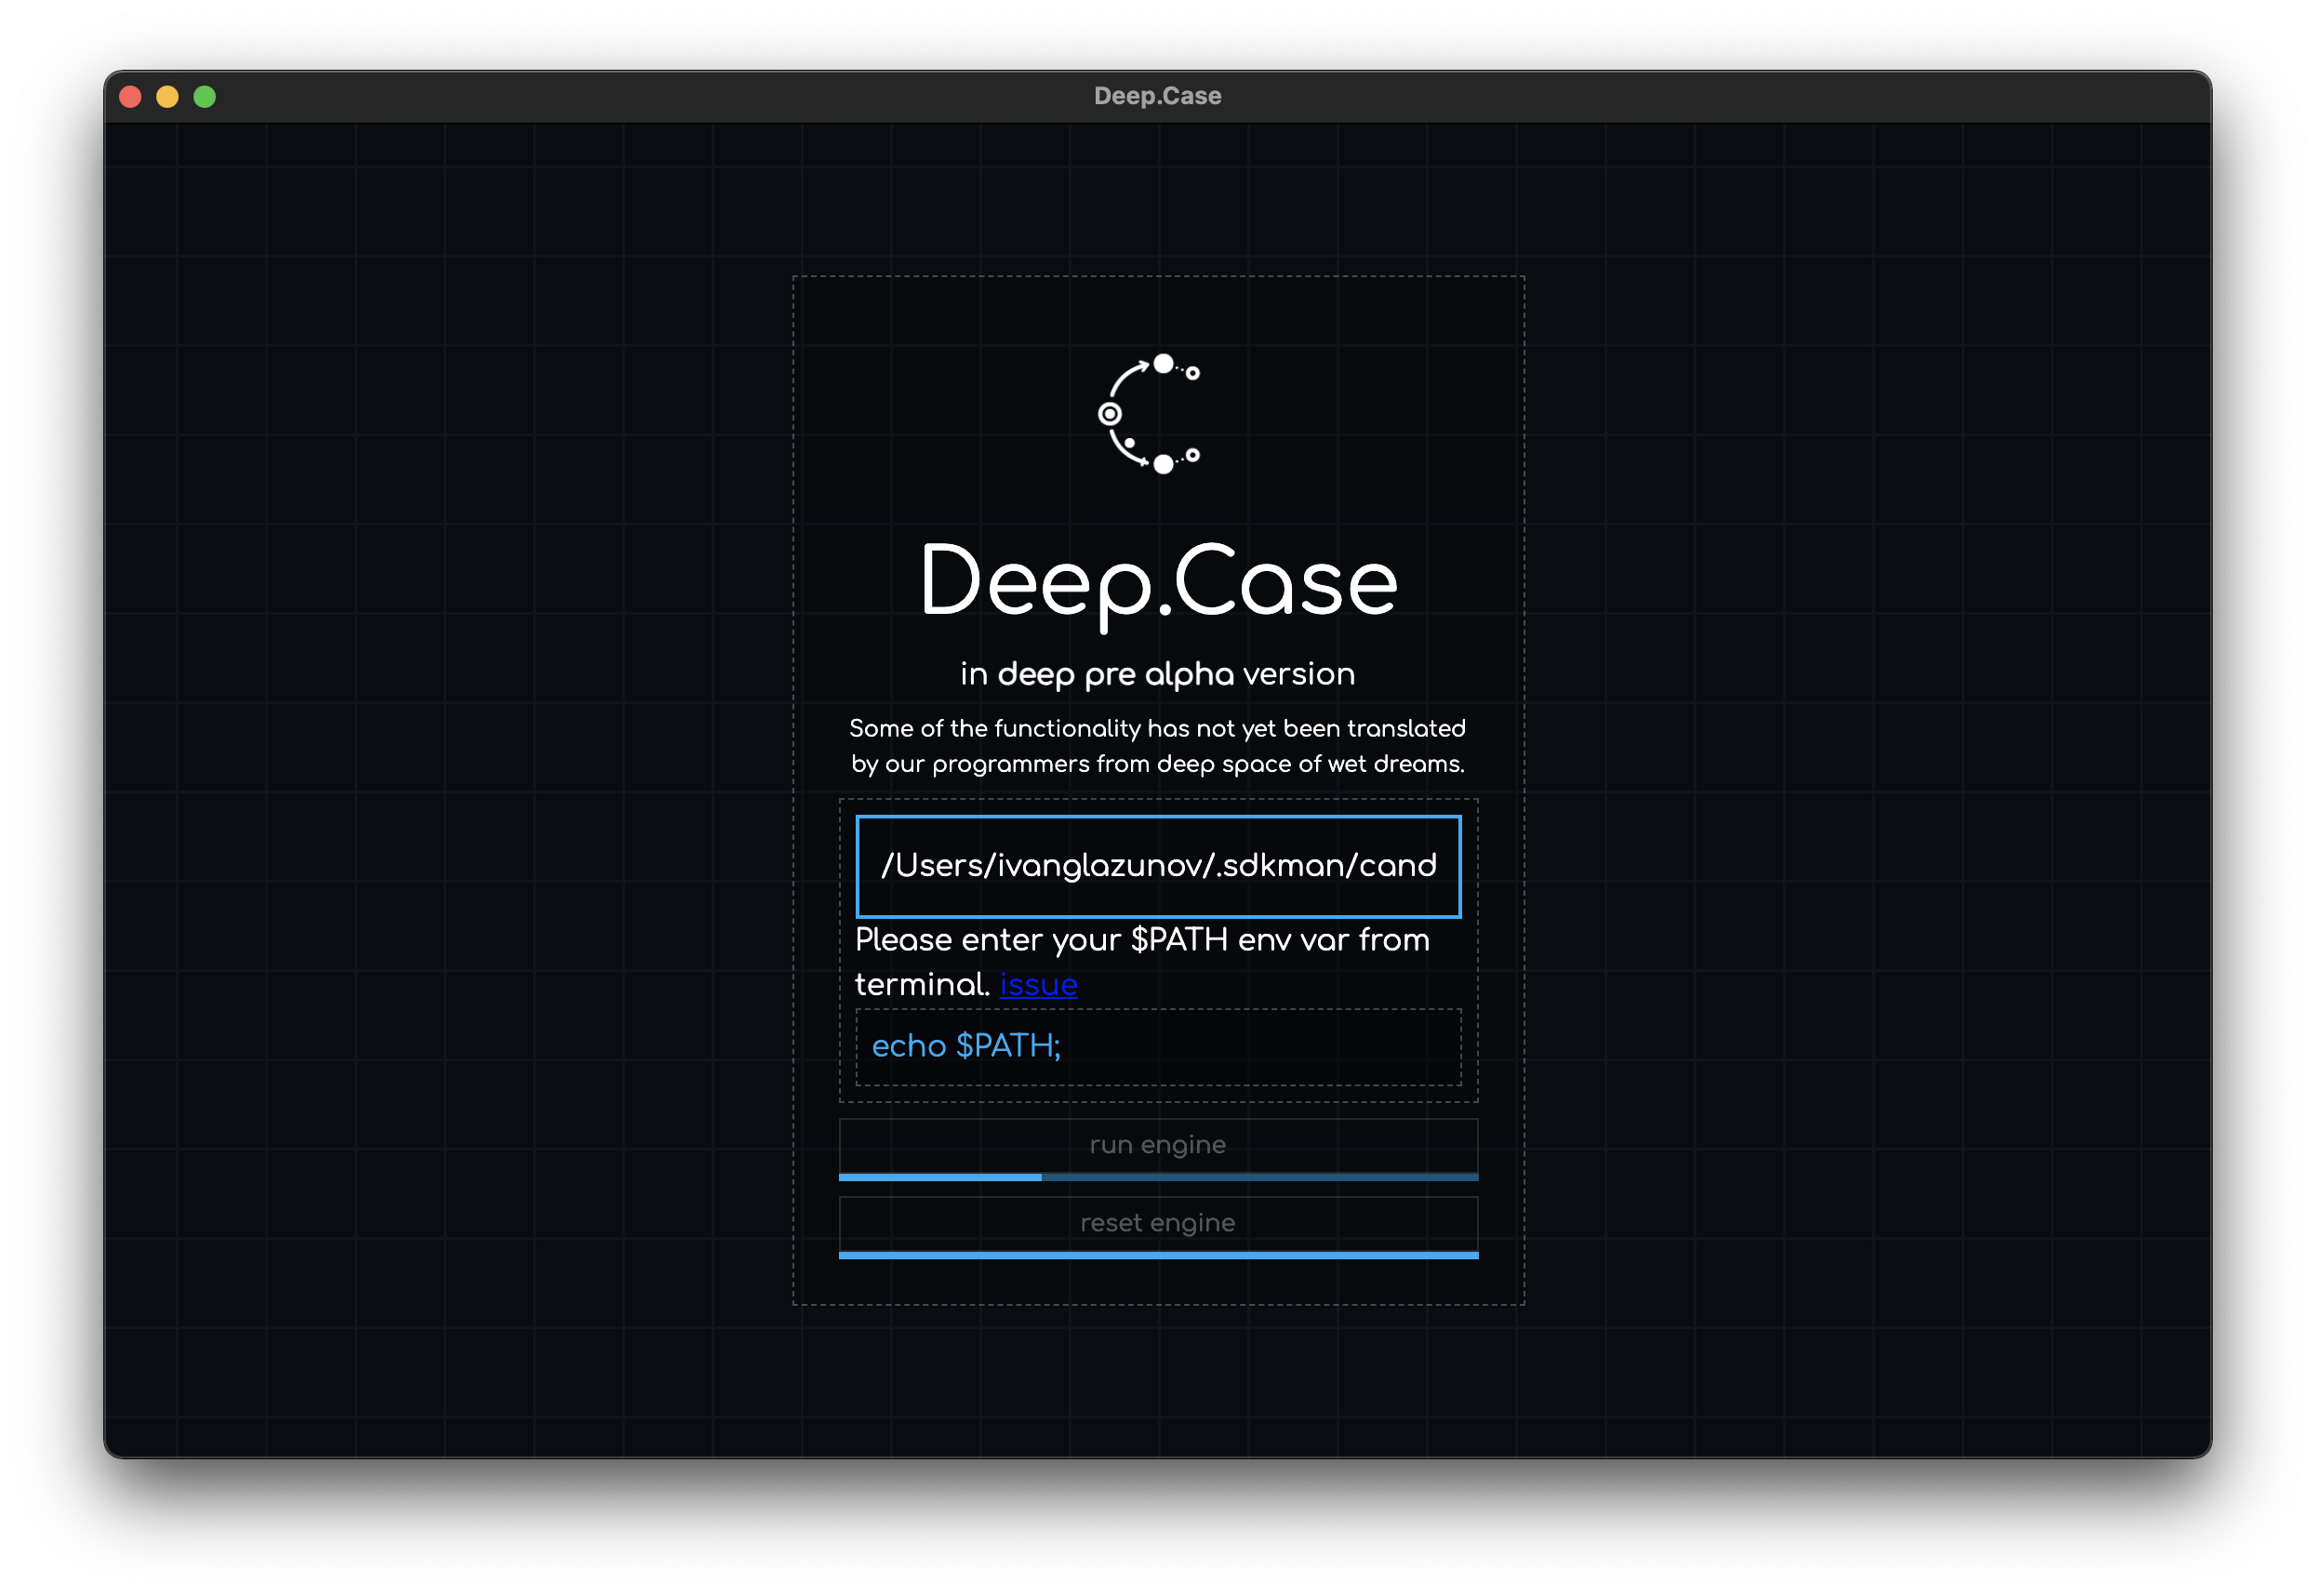 Deep.Case
Deep.Case
in deep pre alpha version
Some of the functionality has not yet been translated
by our programmers from deep space of wet dreams.
/Users/ivanglazunov/.sdkman/cand
Please enter your $PATH env var from
terminal. issue
echo $PATH;
run engine
reset engine